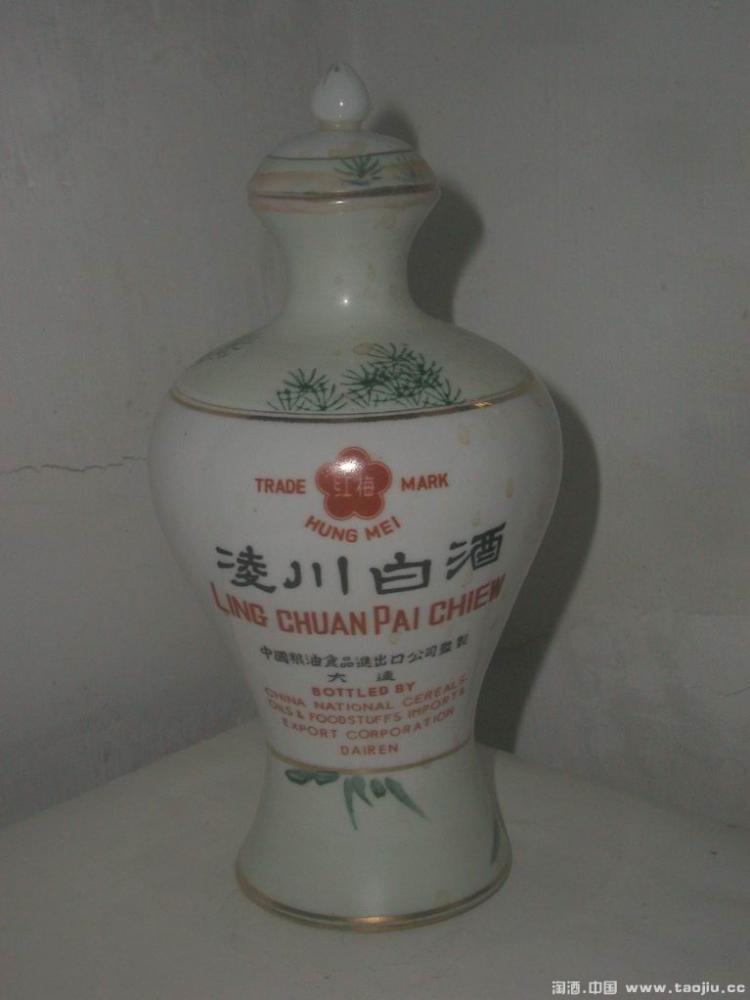 TRADE 红梅 MARK
HUNG MEI
凌川白酒
LING CHUAN PAI CHIEW
中國粮油食品進出口公司監製
大連
BOTTLED BY
CHINA NATIONAL CEREALS,
OILS & FOODSTUFFS IMPORT &
EXPORT CORPORATION
DAIREN
淘酒.中国 www.taojiu.cc